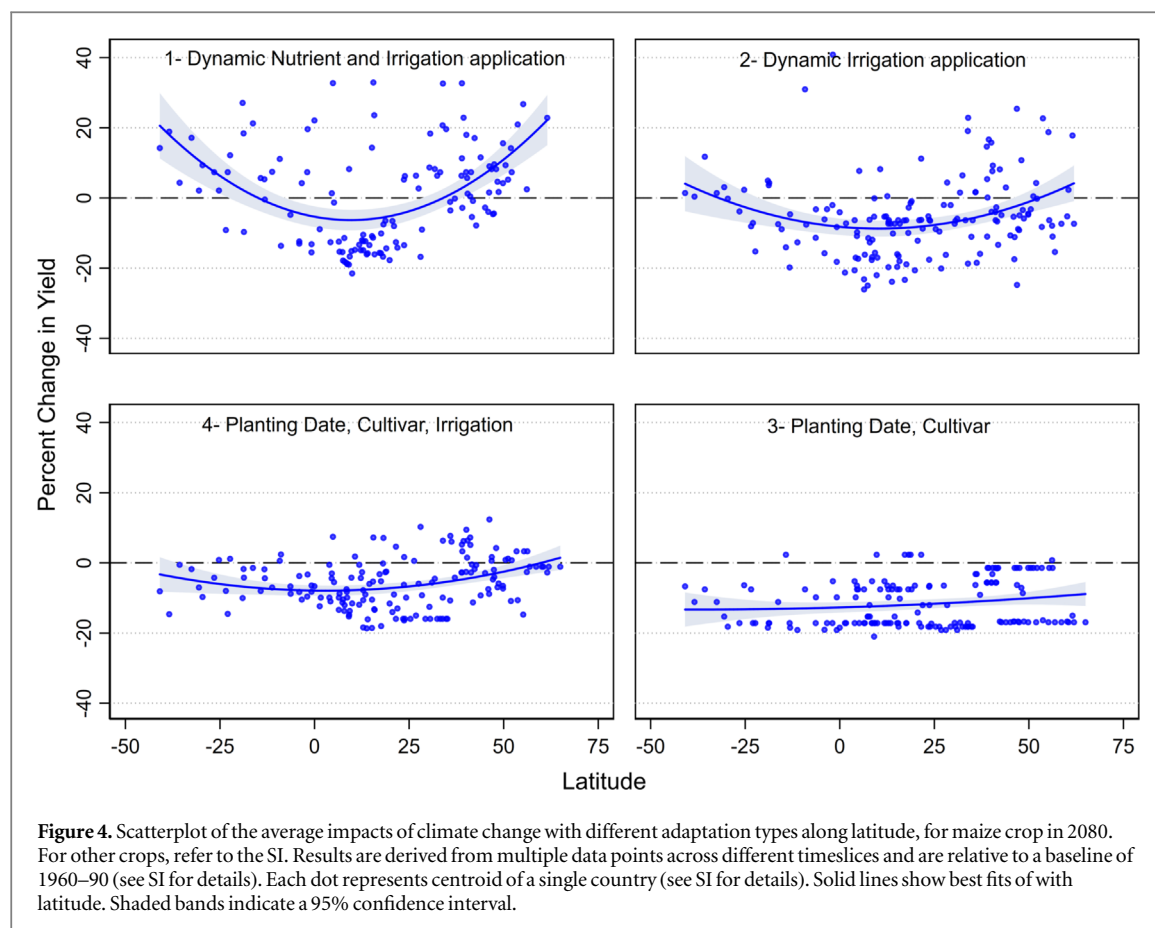 1- Dynamic Nutrient and Irrigation application
2- Dynamic Irrigation application
40
20
0
20
-40
Percent Change in Yield
4- Planting Date, Cultivar, Irrigation
3- Planting Date, Cultivar
40
20
0
-20
-40
-50 0 25 50 75
-50 0 25 50 75
Latitude
Figure 4. Scatterplot of the average impacts of climate change with different adaptation types along latitude, for maize crop in 2080.
For other crops, refer to the SI. Results are derived from multiple data points across different timeslices and are relative to a baseline of
1960–90 (see SI for details). Each dot represents centroid of a single country (see SI for details). Solid lines show best fits of with
latitude. Shaded bands indicate a 95% confidence interval.